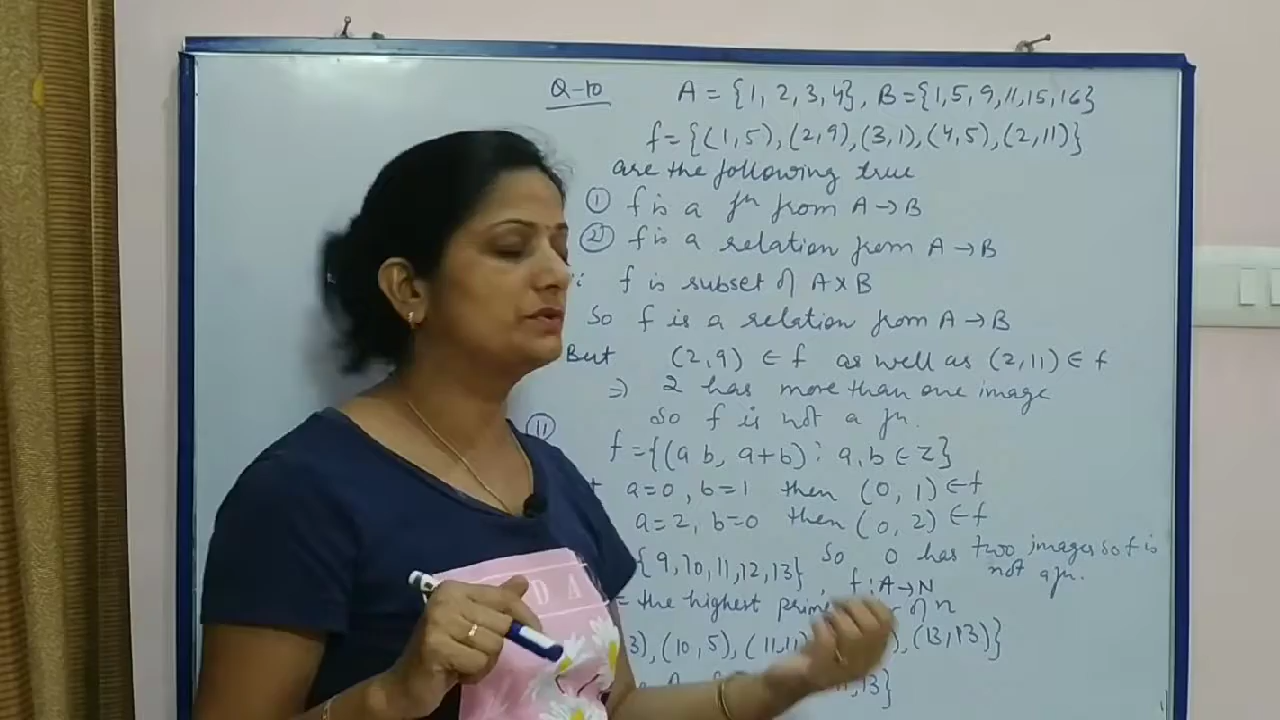 Q-10 A = {1, 2, 3, 4}, B = {1, 5, 9, 11, 15, 16}
f = {(1,5), (2,9), (3,1), (4,5), (2,11)}
are the following true
① f is a fn from A → B
② f is a relation from A → B
∵ f is subset of A x B
So f is a relation from A → B
But (2,9) ∈ f as well as (2,11) ∈ f
⇒ 2 has more than one image
So f is not a fn.
⑪ f = {(a b, a+b) : a, b ∈ Z}
a=0, b=1 then (0, 1) ∈ f
a=2, b=0 then (0, 2) ∈ f
So 0 has two images so f is not a fn.
{9, 10, 11, 12, 13}, f : A → N
= the highest prime of n
3), (10, 5), (11, 11), (13, 13)}
13}
D A